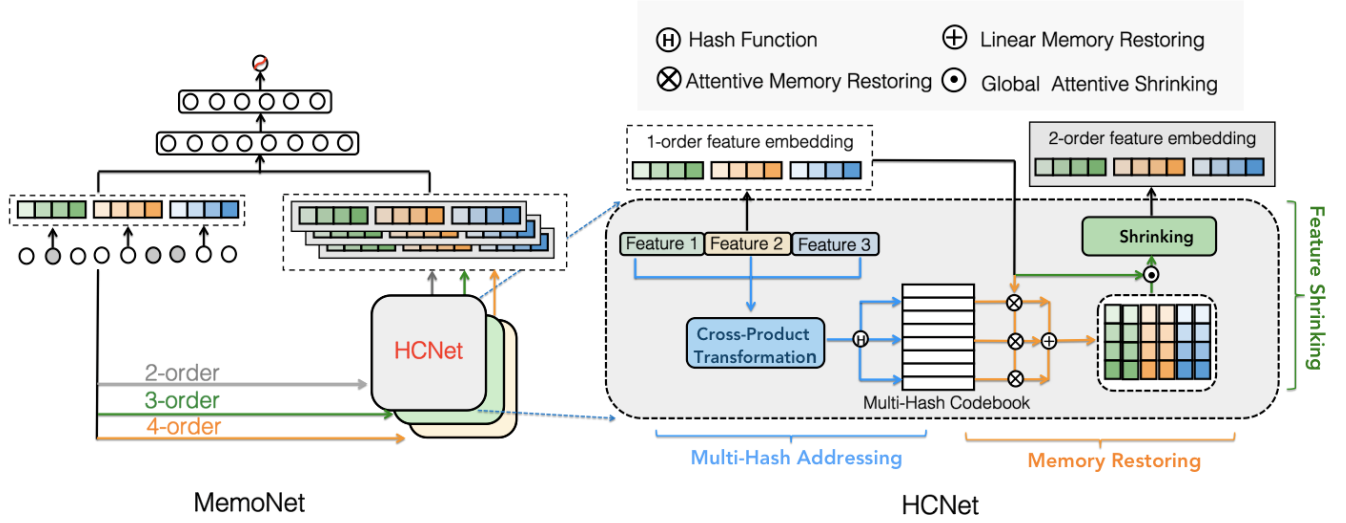 H Hash Function
Linear Memory Restoring
Attentive Memory Restoring
Global Attentive Shrinking
1-order feature embedding
2-order feature embedding
Feature 1
Feature 2
Feature 3
Shrinking
Cross-Product
Transformation
H
Multi-Hash Codebook
Feature Shrinking
HCNet
2-order
3-order
4-order
Multi-Hash Addressing
Memory Restoring
MemoNet
HCNet